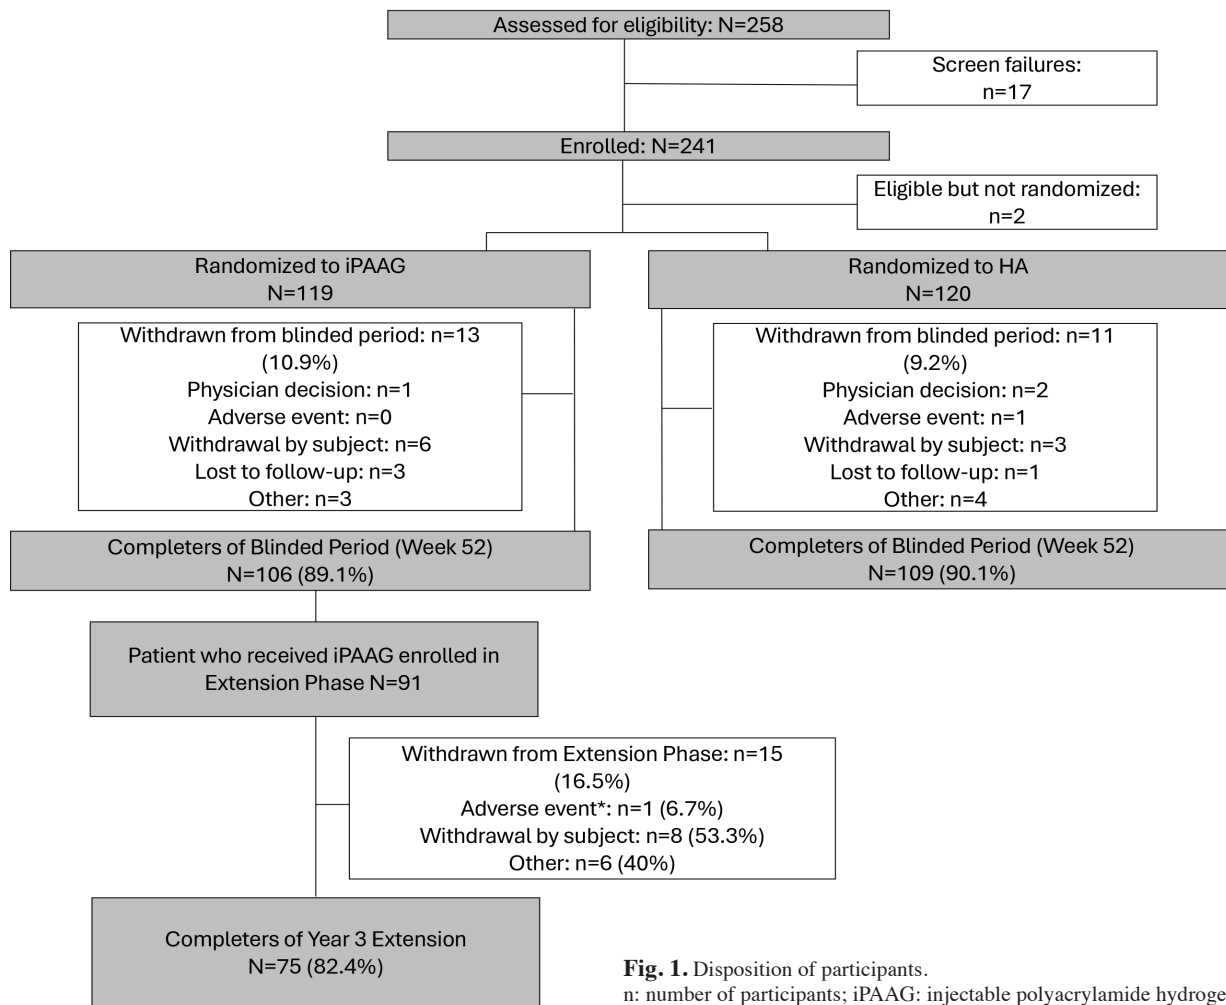 Assessed for eligibility: N=258
Screen failures:
n=17
Enrolled: N=241
Eligible but not randomized:
n=2
Randomized to iPAAG
N=119
Randomized to HA
N=120
Withdrawn from blinded period: n=13
(10.9%)
Physician decision: n=1
Adverse event: n=0
Withdrawal by subject: n=6
Lost to follow-up: n=3
Other: n=3
Withdrawn from blinded period: n=11
(9.2%)
Physician decision: n=2
Adverse event: n=1
Withdrawal by subject: n=3
Lost to follow-up: n=1
Other: n=4
Completers of Blinded Period (Week 52)
N=106 (89.1%)
Completers of Blinded Period (Week 52)
N=109 (90.1%)
Patient who received iPAAG enrolled in
Extension Phase N=91
Withdrawn from Extension Phase: n=15
(16.5%)
Adverse event*: n=1 (6.7%)
Withdrawal by subject: n=8 (53.3%)
Other: n=6 (40%)
Completers of Year 3 Extension
N=75 (82.4%)
Fig. 1. Disposition of participants.
n: number of participants; iPAAG: injectable polyacrylamide hydroge